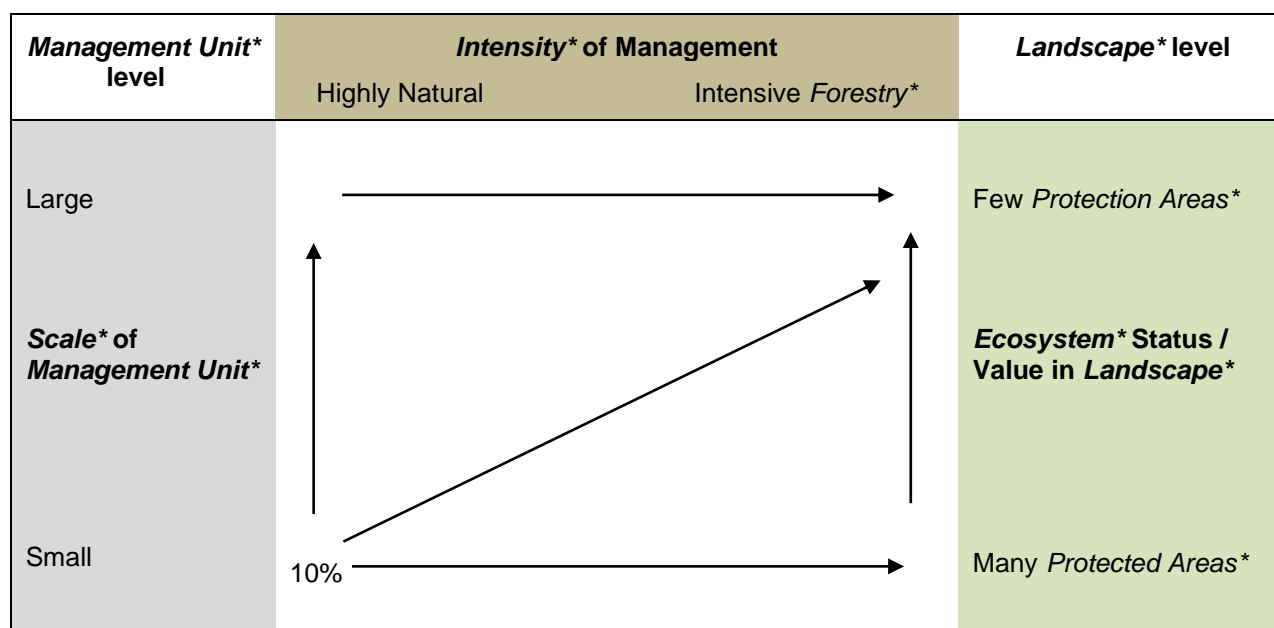 Management Unit*
level
Intensity* of Management
Highly Natural
Intensive Forestry*
Landscape* level
Large
Few Protection Areas*
Scale* of
Management Unit*
Ecosystem* Status /
Value in Landscape*
Small
10%
Many Protected Areas*